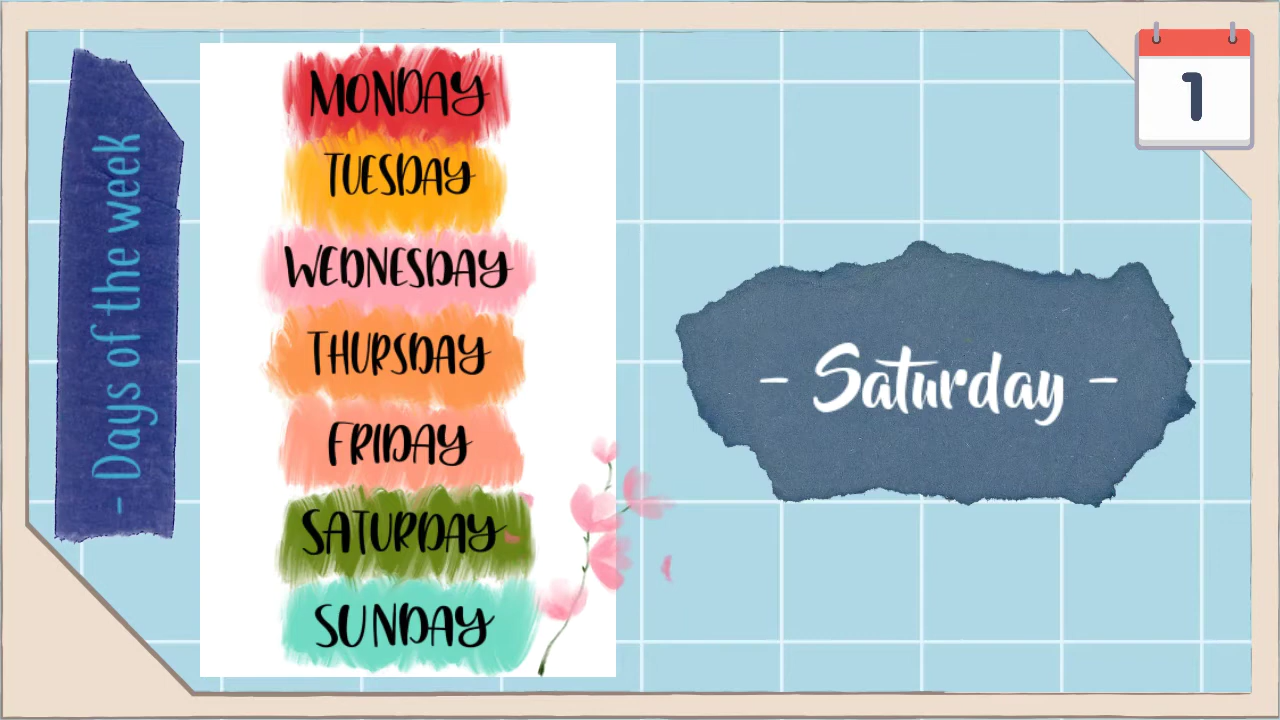 - Days of the week
MONDAY
TUESDAY
WEDNESDAY
THURSDAY
FRIDAY
SATURDAY
SUNDAY
1
- Saturday -